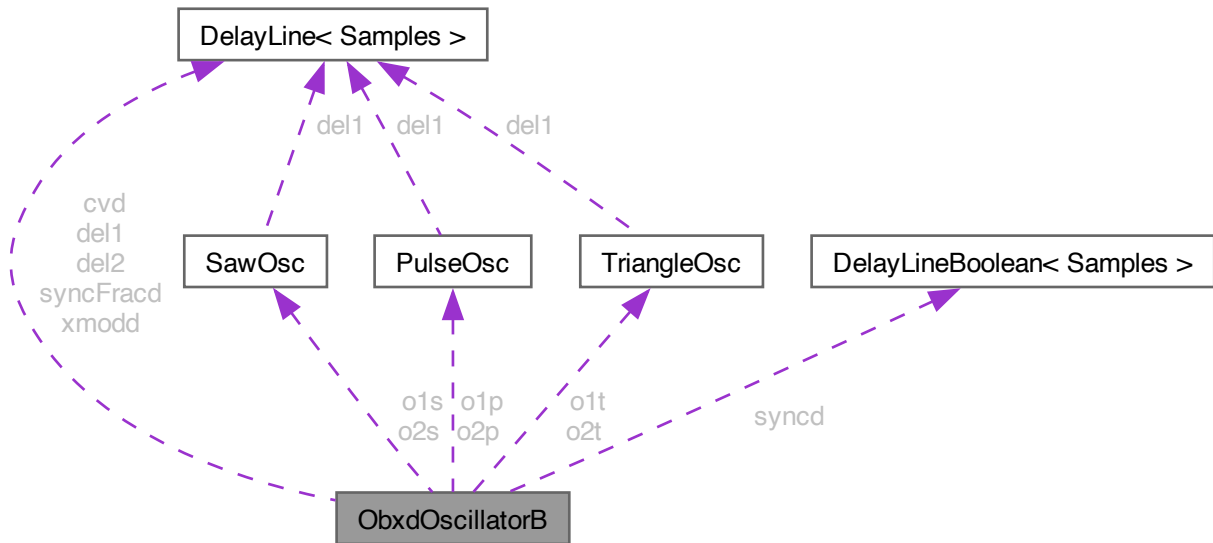 DelayLine< Samples >
del1
del1
del1
cvd
del1
del2
syncFracd
xmodd
SawOsc
PulseOsc
TriangleOsc
DelayLineBoolean< Samples >
o1s
o2s
o1p
o2p
o1t
o2t
syncd
ObxdOscillatorB